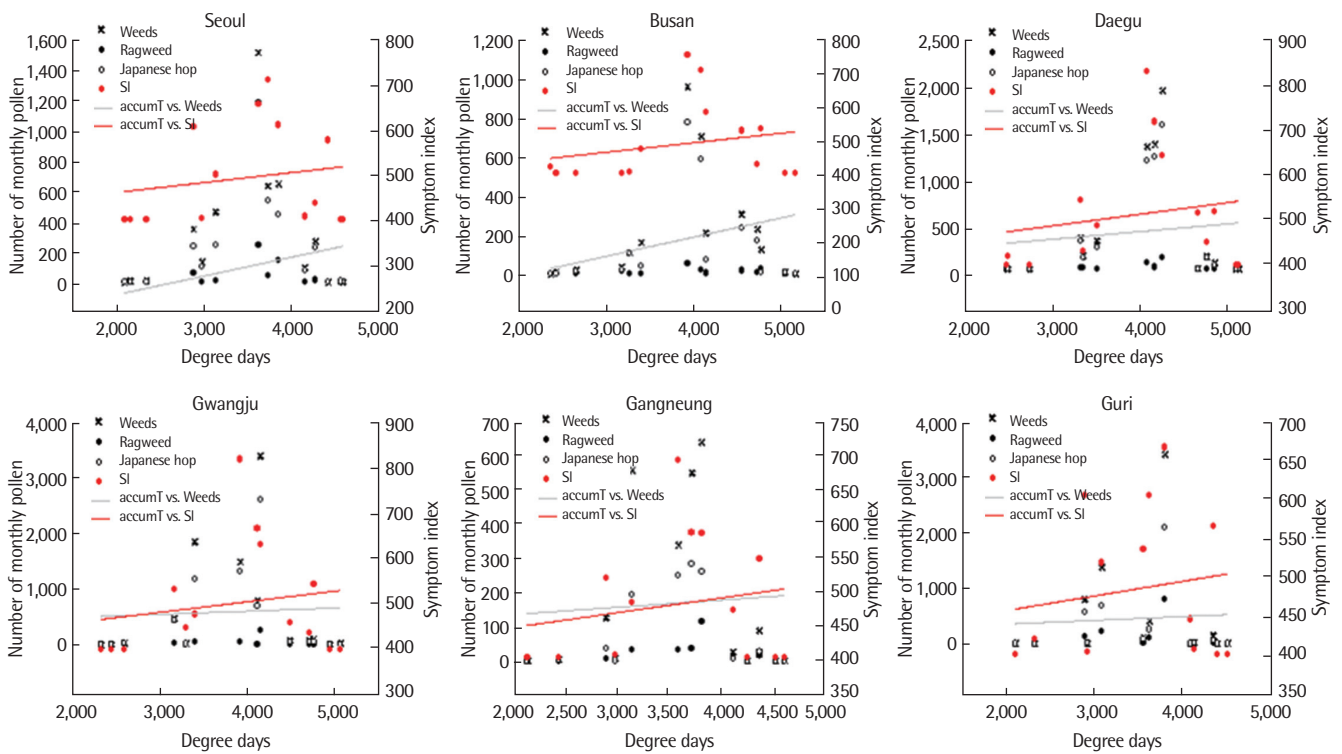 Seoul
Weeds
Ragweed
Japanese hop
SI
accumT vs. Weeds
accumT vs. SI
Number of monthly pollen
1,600
1,400
1,200
1,000
800
600
400
200
0
Symptom index
800
700
600
500
400
300
200
2,000 3,000 4,000 5,000
Degree days
Busan
Weeds
Ragweed
Japanese hop
SI
accumT vs. Weeds
accumT vs. SI
Number of monthly pollen
1,200
1,000
800
600
400
200
0
Symptom index
800
700
600
500
400
300
200
100
0
2,000 3,000 4,000 5,000
Degree days
Daegu
Weeds
Ragweed
Japanese hop
SI
accumT vs. Weeds
accumT vs. SI
Number of monthly pollen
2,500
2,000
1,500
1,000
500
0
Symptom index
900
800
700
600
500
400
300
2,000 3,000 4,000 5,000
Degree days
Gwangju
Weeds
Ragweed
Japanese hop
SI
accumT vs. Weeds
accumT vs. SI
Number of monthly pollen
4,000
3,000
2,000
1,000
0
Symptom index
900
800
700
600
500
400
300
2,000 3,000 4,000 5,000
Degree days
Gangneung
Weeds
Ragweed
Japanese hop
SI
accumT vs. Weeds
accumT vs. SI
Number of monthly pollen
700
600
500
400
300
200
100
0
Symptom index
750
700
650
600
550
500
450
400
350
2,000 2,500 3,000 3,500 4,000 4,500 5,000
Degree days
Guri
Weeds
Ragweed
Japanese hop
SI
accumT vs. Weeds
accumT vs. SI
Number of monthly pollen
4,000
3,000
2,000
1,000
0
Symptom index
700
650
600
550
500
450
400
350
2,000 3,000 4,000 5,000
Degree days